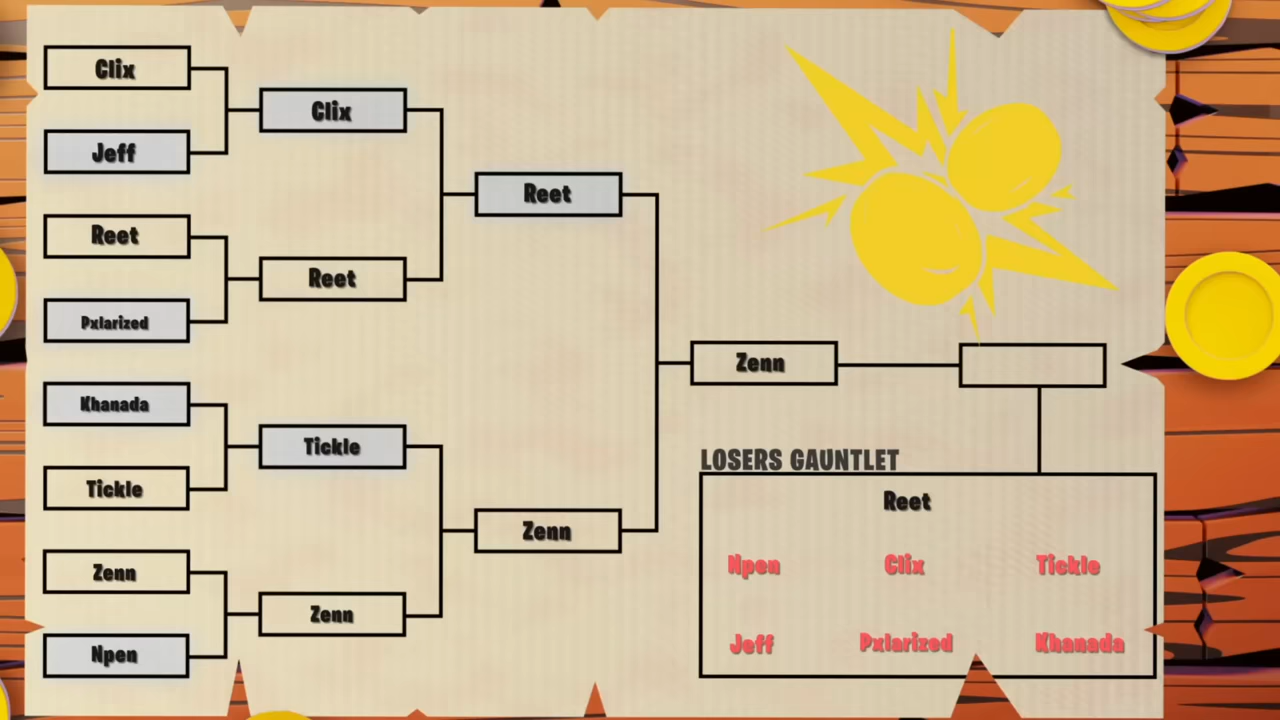 Clix
Jeff
Reet
Pxlarized
Khanada
Tickle
Zenn
Npen
Clix
Reet
Tickle
Zenn
Reet
Zenn
Zenn
LOSERS GAUNTLET
Reet
Npen Clix Tickle
Jeff Pxlarized Khanada